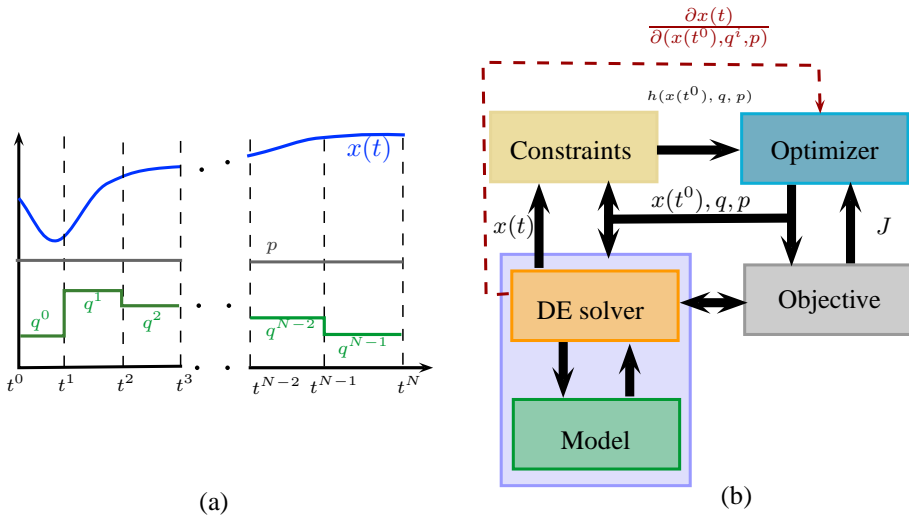 x(t)
p
q^0
q^1
q^2
q^{N-2}
q^{N-1}
t^0 t^1 t^2 t^3 t^{N-2} t^{N-1} t^N
(a)
∂x(t)
∂(x(t^0),q^i,p)
h(x(t^0), q, p)
Constraints
Optimizer
x(t^0), q, p
x(t)
J
DE solver
Objective
Model
(b)